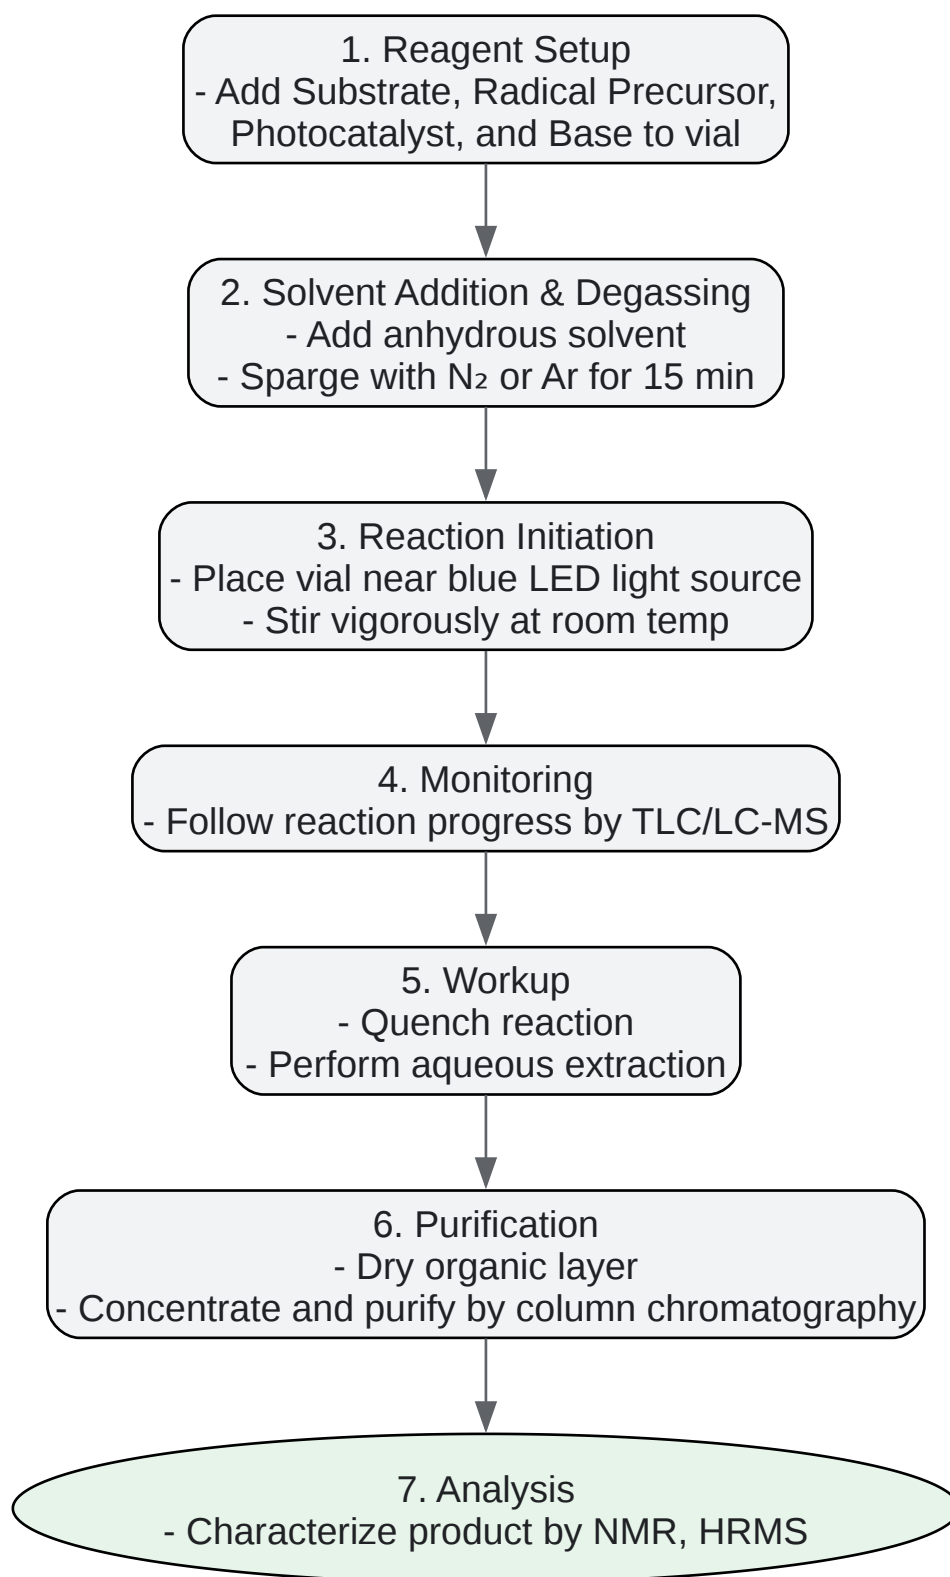 1. Reagent Setup
- Add Substrate, Radical Precursor,
Photocatalyst, and Base to vial
2. Solvent Addition & Degassing
- Add anhydrous solvent
- Sparge with N₂ or Ar for 15 min
3. Reaction Initiation
- Place vial near blue LED light source
- Stir vigorously at room temp
4. Monitoring
- Follow reaction progress by TLC/LC-MS
5. Workup
- Quench reaction
- Perform aqueous extraction
6. Purification
- Dry organic layer
- Concentrate and purify by column chromatography
7. Analysis
- Characterize product by NMR, HRMS